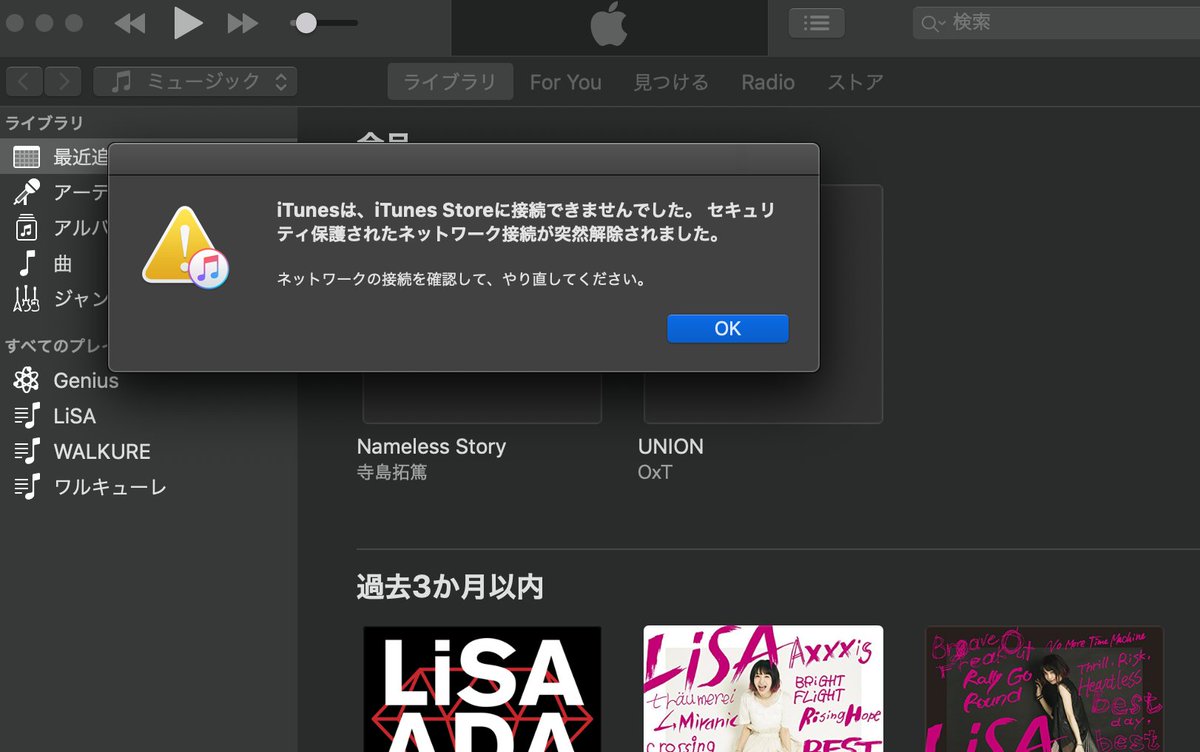 検索
ミュージック
ライブラリ For You 見つける Radio ストア
ライブラリ
最近追
アーテ
アルバ
曲
ジャン
すべてのプレイ
Genius
LiSA
WALKURE
ワルキューレ
iTunesは、iTunes Storeに接続できませんでした。 セキュリ
ティ保護されたネットワーク接続が突然解除されました。
ネットワークの接続を確認して、やり直してください。
OK
Nameless Story
寺島拓篤
UNION
OxT
過去3か月以内
LiSA
ADA
LiSA
Axxxis
träumerei
BRiGHT
FLiGHT
Miranic
RisingHope
crossing
BEST
Brave
Freak Out
No More Time Machine
Rally Go
Round
Thrill, Risk,
Heartless
best
day,
best
LiSA